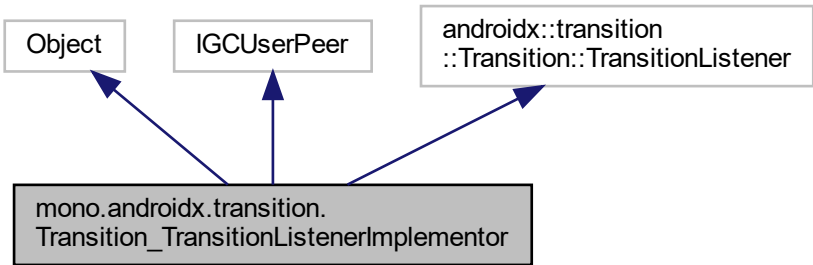 Object
IGCUserPeer
androidx::transition
::Transition::TransitionListener
mono.androidx.transition.
Transition_TransitionListenerImplementor